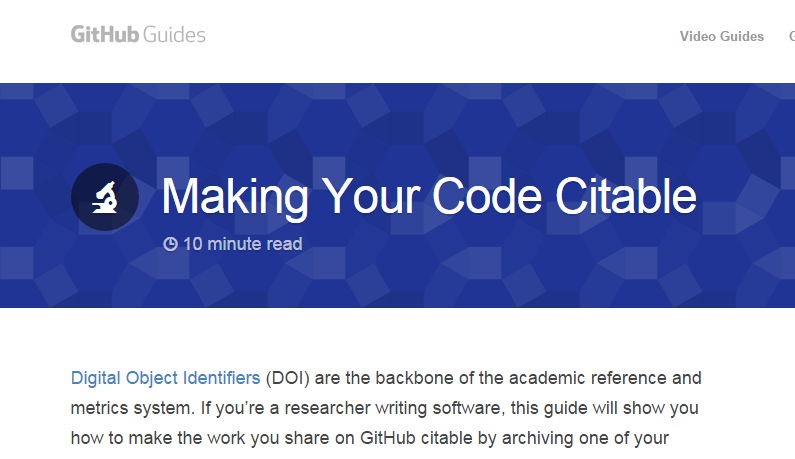 GitHub Guides
Video Guides
Making Your Code Citable
10 minute read
Digital Object Identifiers (DOI) are the backbone of the academic reference and
metrics system. If you’re a researcher writing software, this guide will show you
how to make the work you share on GitHub citable by archiving one of your